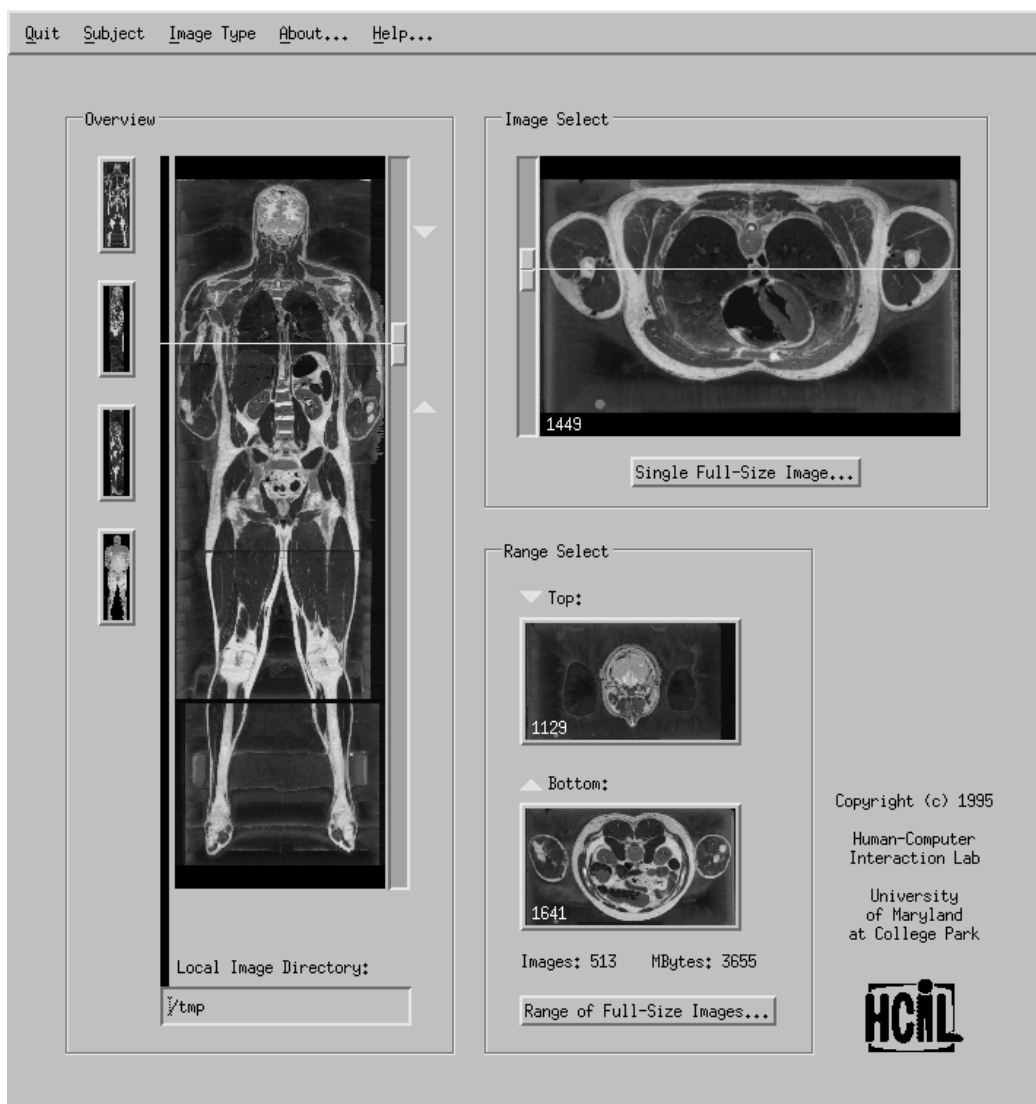 Quit Subject Image Type About... Help...
Overview
Image Select
1449
Single Full-Size Image...
Range Select
Top:
1129
Bottom:
1641
Images: 513 MBytes: 3655
Range of Full-Size Images...
Local Image Directory:
/tmp
Copyright (c) 1995
Human-Computer
Interaction Lab
University
of Maryland
at College Park
HCIL